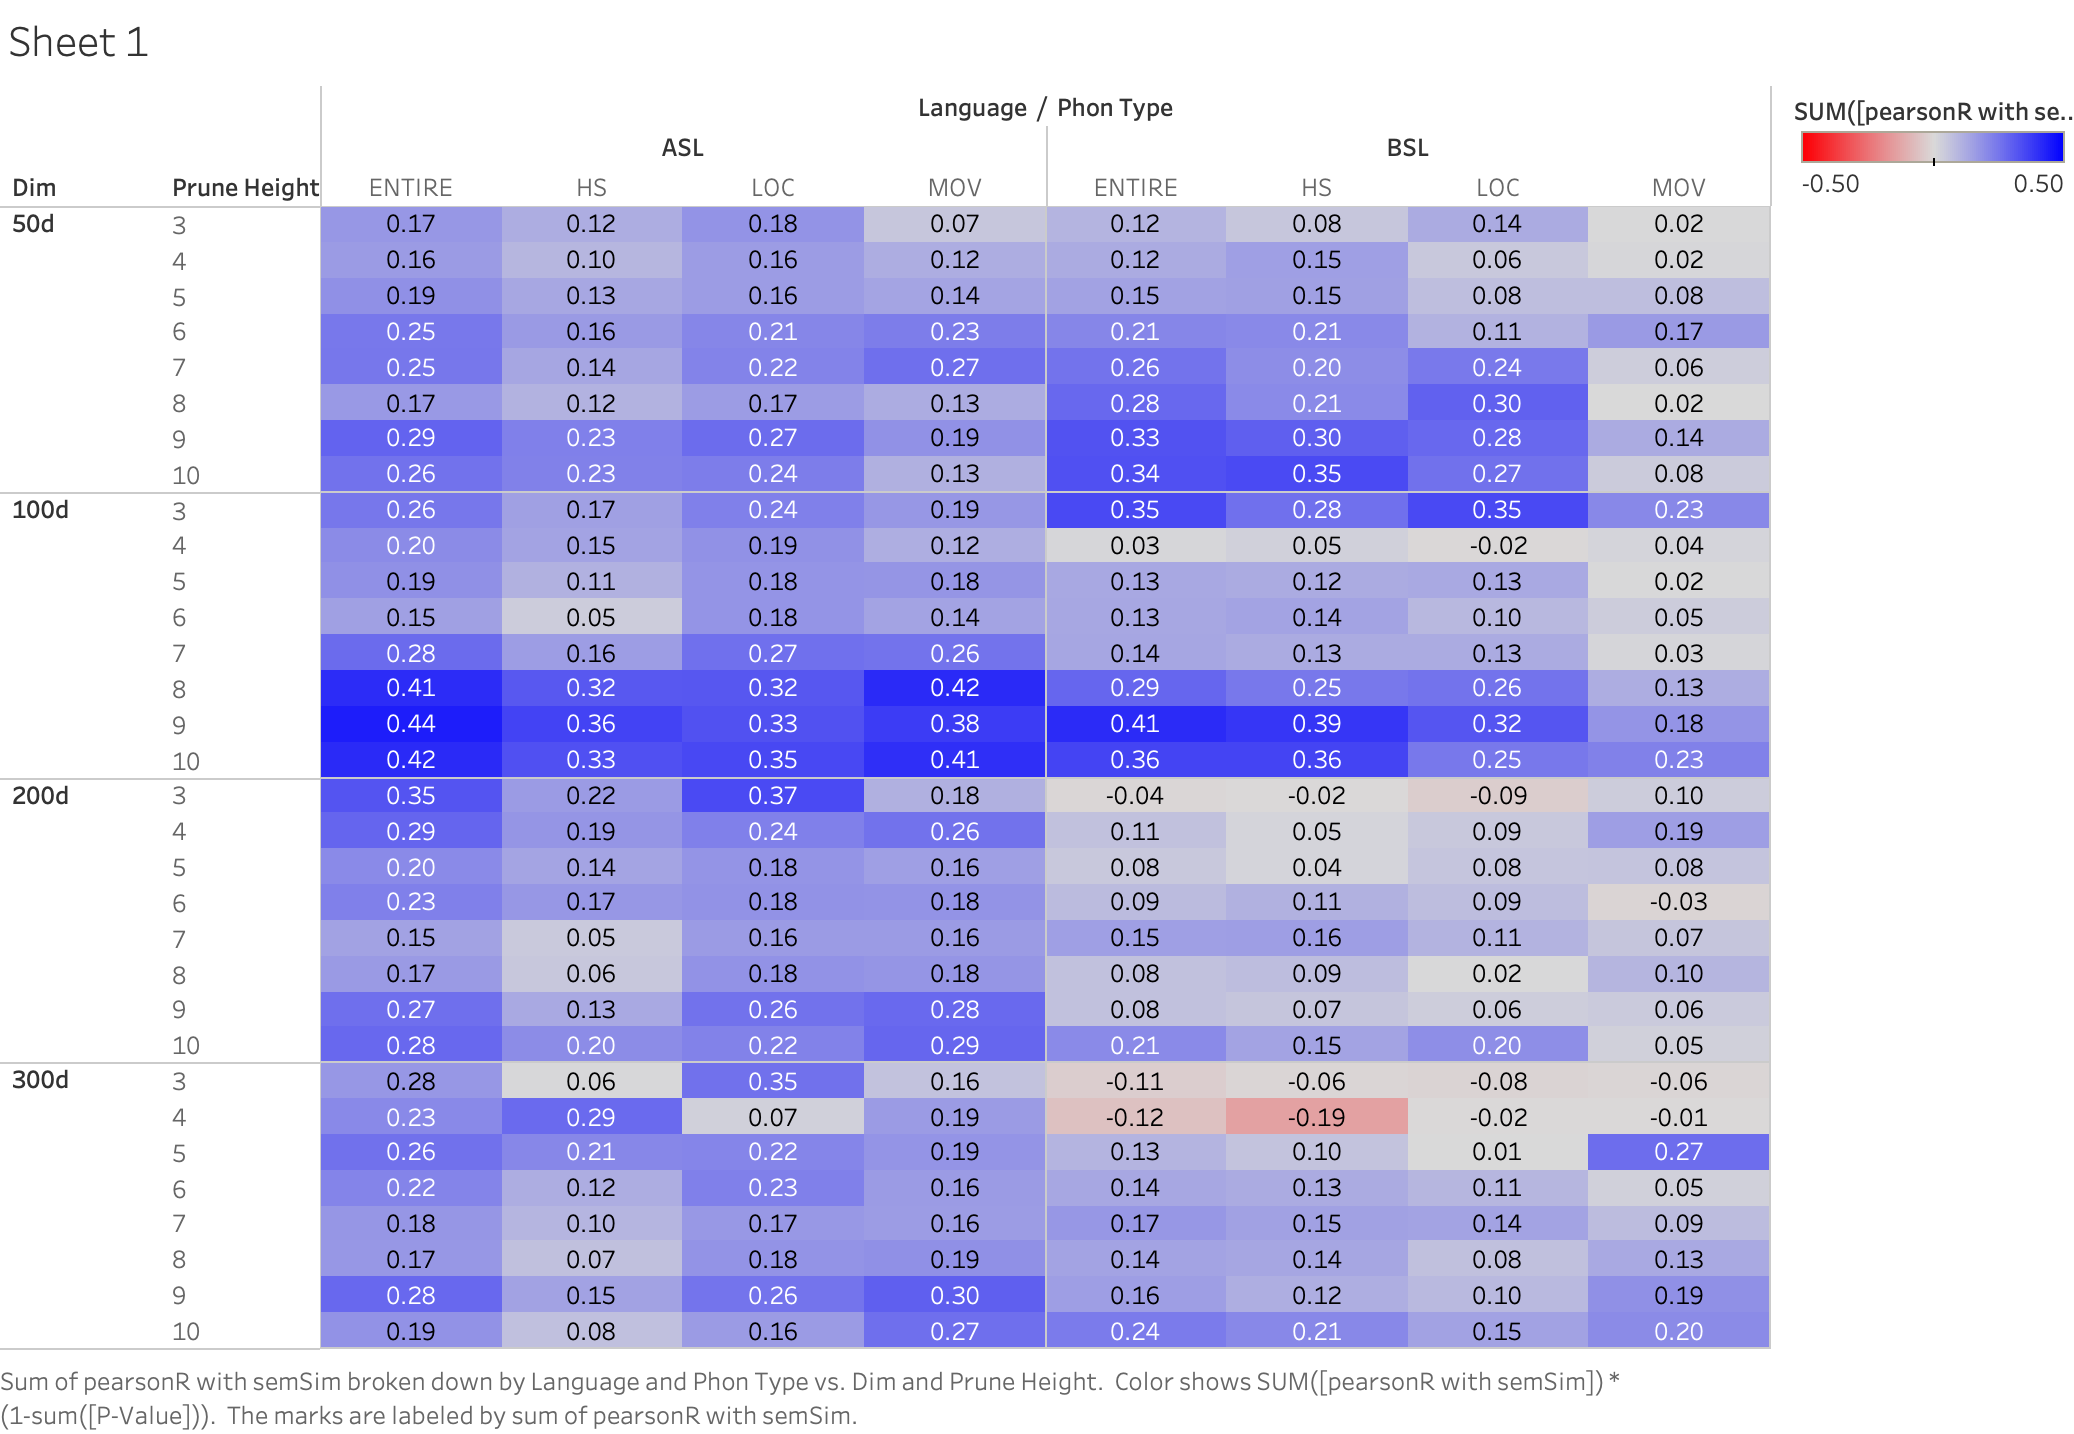 Sheet 1
Language / Phon Type
SUM([pearsonR with se..
ASL BSL
-0.50 0.50
Dim Prune Height ENTIRE HS LOC MOV ENTIRE HS LOC MOV
50d 3 0.17 0.12 0.18 0.07 0.12 0.08 0.14 0.02
4 0.16 0.10 0.16 0.12 0.12 0.15 0.06 0.02
5 0.19 0.13 0.16 0.14 0.15 0.15 0.08 0.08
6 0.25 0.16 0.21 0.23 0.21 0.21 0.11 0.17
7 0.25 0.14 0.22 0.27 0.26 0.20 0.24 0.06
8 0.17 0.12 0.17 0.13 0.28 0.21 0.30 0.02
9 0.29 0.23 0.27 0.19 0.33 0.30 0.28 0.14
10 0.26 0.23 0.24 0.13 0.34 0.35 0.27 0.08
100d 3 0.26 0.17 0.24 0.19 0.35 0.28 0.35 0.23
4 0.20 0.15 0.19 0.12 0.03 0.05 -0.02 0.04
5 0.19 0.11 0.18 0.18 0.13 0.12 0.13 0.02
6 0.15 0.05 0.18 0.14 0.13 0.14 0.10 0.05
7 0.28 0.16 0.27 0.26 0.14 0.13 0.13 0.03
8 0.41 0.32 0.32 0.42 0.29 0.25 0.26 0.13
9 0.44 0.36 0.33 0.38 0.41 0.39 0.32 0.18
10 0.42 0.33 0.35 0.41 0.36 0.36 0.25 0.23
200d 3 0.35 0.22 0.37 0.18 -0.04 -0.02 -0.09 0.10
4 0.29 0.19 0.24 0.26 0.11 0.05 0.09 0.19
5 0.20 0.14 0.18 0.16 0.08 0.04 0.08 0.08
6 0.23 0.17 0.18 0.18 0.09 0.11 0.09 -0.03
7 0.15 0.05 0.16 0.16 0.15 0.16 0.11 0.07
8 0.17 0.06 0.18 0.18 0.08 0.09 0.02 0.10
9 0.27 0.13 0.26 0.28 0.08 0.07 0.06 0.06
10 0.28 0.20 0.22 0.29 0.21 0.15 0.20 0.05
300d 3 0.28 0.06 0.35 0.16 -0.11 -0.06 -0.08 -0.06
4 0.23 0.29 0.07 0.19 -0.12 -0.19 -0.02 -0.01
5 0.26 0.21 0.22 0.19 0.13 0.10 0.01 0.27
6 0.22 0.12 0.23 0.16 0.14 0.13 0.11 0.05
7 0.18 0.10 0.17 0.16 0.17 0.15 0.14 0.09
8 0.17 0.07 0.18 0.19 0.14 0.14 0.08 0.13
9 0.28 0.15 0.26 0.30 0.16 0.12 0.10 0.19
10 0.19 0.08 0.16 0.27 0.24 0.21 0.15 0.20
Sum of pearsonR with semSim broken down by Language and Phon Type vs. Dim and Prune Height. Color shows SUM([pearsonR with semSim]) *
(1-sum([P-Value])). The marks are labeled by sum of pearsonR with semSim.